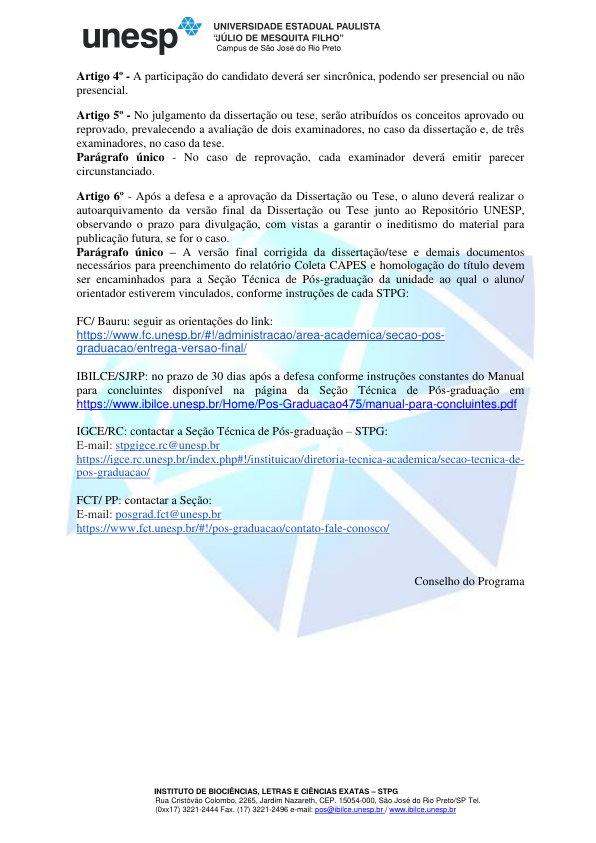 unesp
UNIVERSIDADE ESTADUAL PAULISTA
“JÚLIO DE MESQUITA FILHO”
Campus de São José do Rio Preto
Artigo 4º - A participação do candidato deverá ser sincrônica, podendo ser presencial ou não
presencial.
Artigo 5º - No julgamento da dissertação ou tese, serão atribuídos os conceitos aprovado ou
reprovado, prevalecendo a avaliação de dois examinadores, no caso da dissertação e, de três
examinadores, no caso da tese.
Parágrafo único - No caso de reprovação, cada examinador deverá emitir parecer
circunstanciado.
Artigo 6º - Após a defesa e a aprovação da Dissertação ou Tese, o aluno deverá realizar o
autoarquivamento da versão final da Dissertação ou Tese junto ao Repositório UNESP,
observando o prazo para divulgação, com vistas a garantir o ineditismo do material para
publicação futura, se for o caso.
Parágrafo único – A versão final corrigida da dissertação/tese e demais documentos
necessários para preenchimento do relatório Coleta CAPES e homologação do título devem
ser encaminhados para a Seção Técnica de Pós-graduação da unidade ao qual o aluno/
orientador estiverem vinculados, conforme instruções de cada STPG:
FC/ Bauru: seguir as orientações do link:
https://www.fc.unesp.br/#!/administracao/area-academica/secao-pos-
graduacao/entrega-versao-final/
IBILCE/SJRP: no prazo de 30 dias após a defesa conforme instruções constantes do Manual
para concluintes disponível na página da Seção Técnica de Pós-graduação em
https://www.ibilce.unesp.br/Home/Pos-Graduacao475/manual-para-concluintes.pdf
IGCE/RC: contactar a Seção Técnica de Pós-graduação – STPG:
E-mail: stpgigce.rc@unesp.br
https://igce.rc.unesp.br/index.php#!/instituicao/diretoria-tecnica-academica/secao-tecnica-de-
pos-graduacao/
FCT/ PP: contactar a Seção:
E-mail: posgrad.fct@unesp.br
https://www.fct.unesp.br/#!/pos-graduacao/contato-fale-conosco/
Conselho do Programa
INSTITUTO DE BIOCIÊNCIAS, LETRAS E CIÊNCIAS EXATAS – STPG
Rua Cristóvão Colombo, 2265, Jardim Nazareth, CEP. 15054-000, São José do Rio Preto/SP Tel.
(0xx17) 3221-2444 Fax. (17) 3221-2496 e-mail: pos@ibilce.unesp.br / www.ibilce.unesp.br